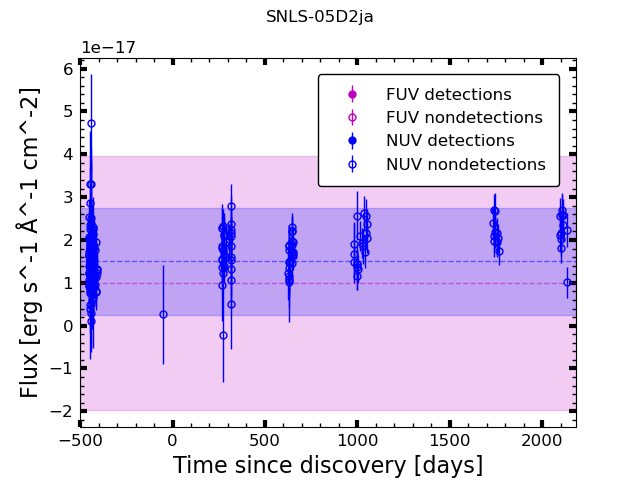 SNLS-05D2ja
1e−17
FUV detections
FUV nondetections
NUV detections
NUV nondetections
6
5
4
3
2
1
0
−1
−2
Flux [erg s^-1 Å^-1 cm^-2]
−500 0 500 1000 1500 2000
Time since discovery [days]